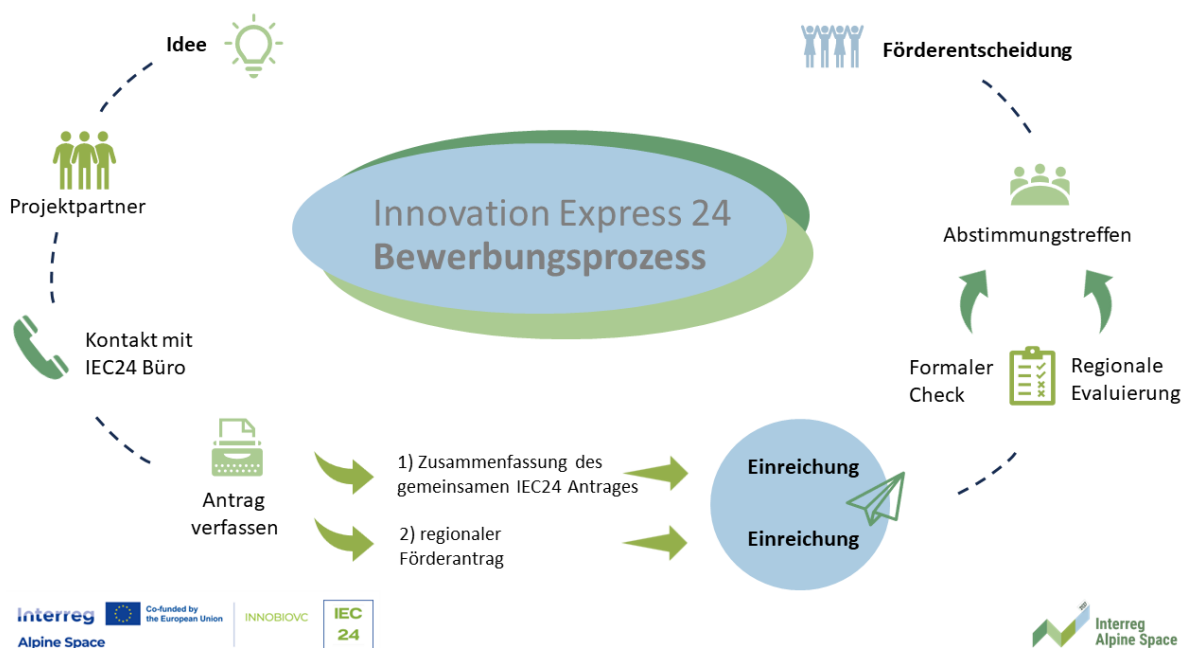 Idee
Projektpartner
Kontakt mit
IEC24 Büro
Antrag
verfassen
1) Zusammenfassung des
gemeinsamen IEC24 Antrages
2) regionaler
Förderantrag
Einreichung
Einreichung
Formaler
Check
Regionale
Evaluierung
Abstimmungstreffen
Förderentscheidung
Innovation Express 24
Bewerbungsprozess
Interreg
Co-funded by
the European Union
Alpine Space
INNOBIOVC
IEC
24
Interreg
Alpine Space